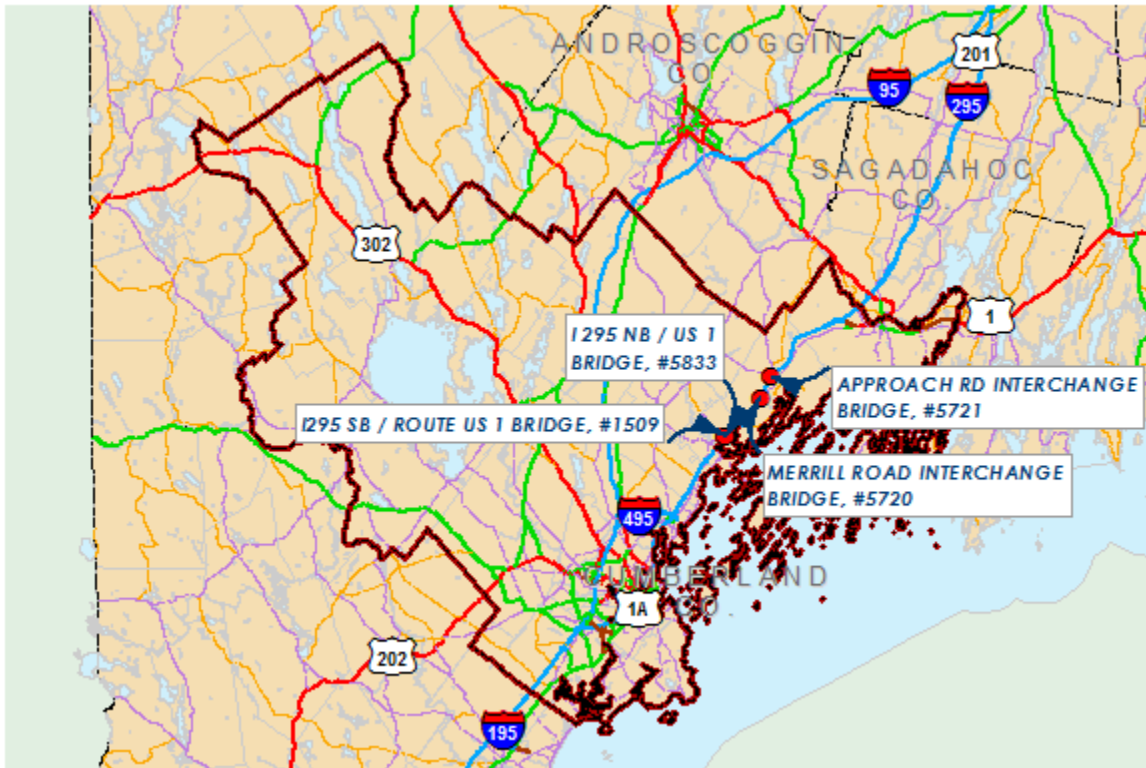 ANDROSCOGGIN
CO
201
95
295
SAGADAHOC
CO.
302
1
I 295 NB / US 1
BRIDGE, #5833
APPROACH RD INTERCHANGE
BRIDGE, #5721
I295 SB / ROUTE US 1 BRIDGE, #1509
MERRILL ROAD INTERCHANGE
BRIDGE, #5720
495
CUMBERLAND
CO.
1A
202
195